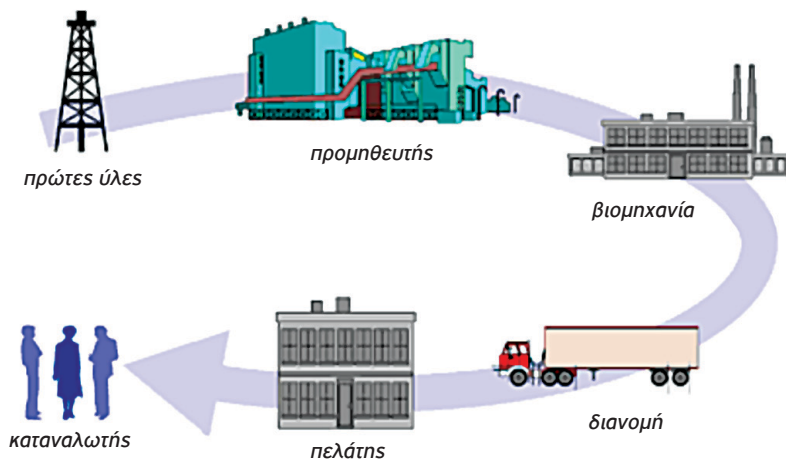 πρώτες ύλες
προμηθευτής
βιομηχανία
διανομή
πελάτης
καταναλωτής